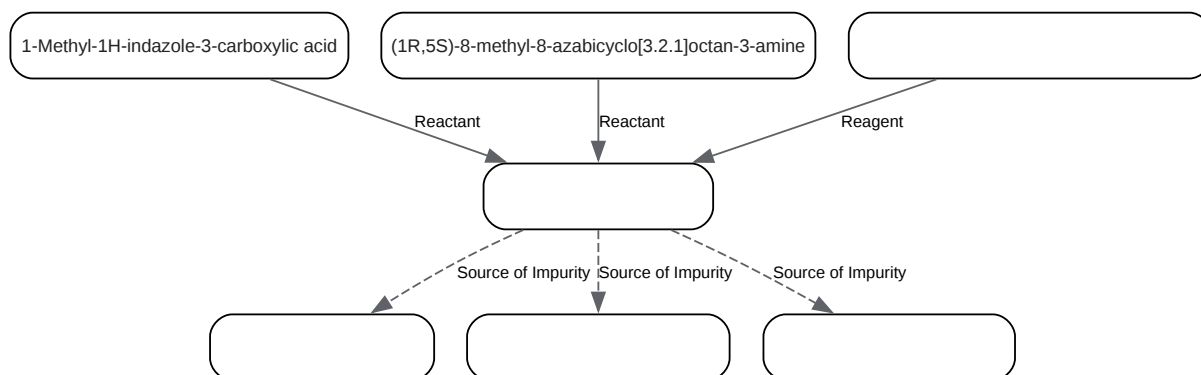 1-Methyl-1H-indazole-3-carboxylic acid
(1R,5S)-8-methyl-8-azabicyclo[3.2.1]octan-3-amine
Reactant
Reactant
Reagent
Source of Impurity
Source of Impurity
Source of Impurity